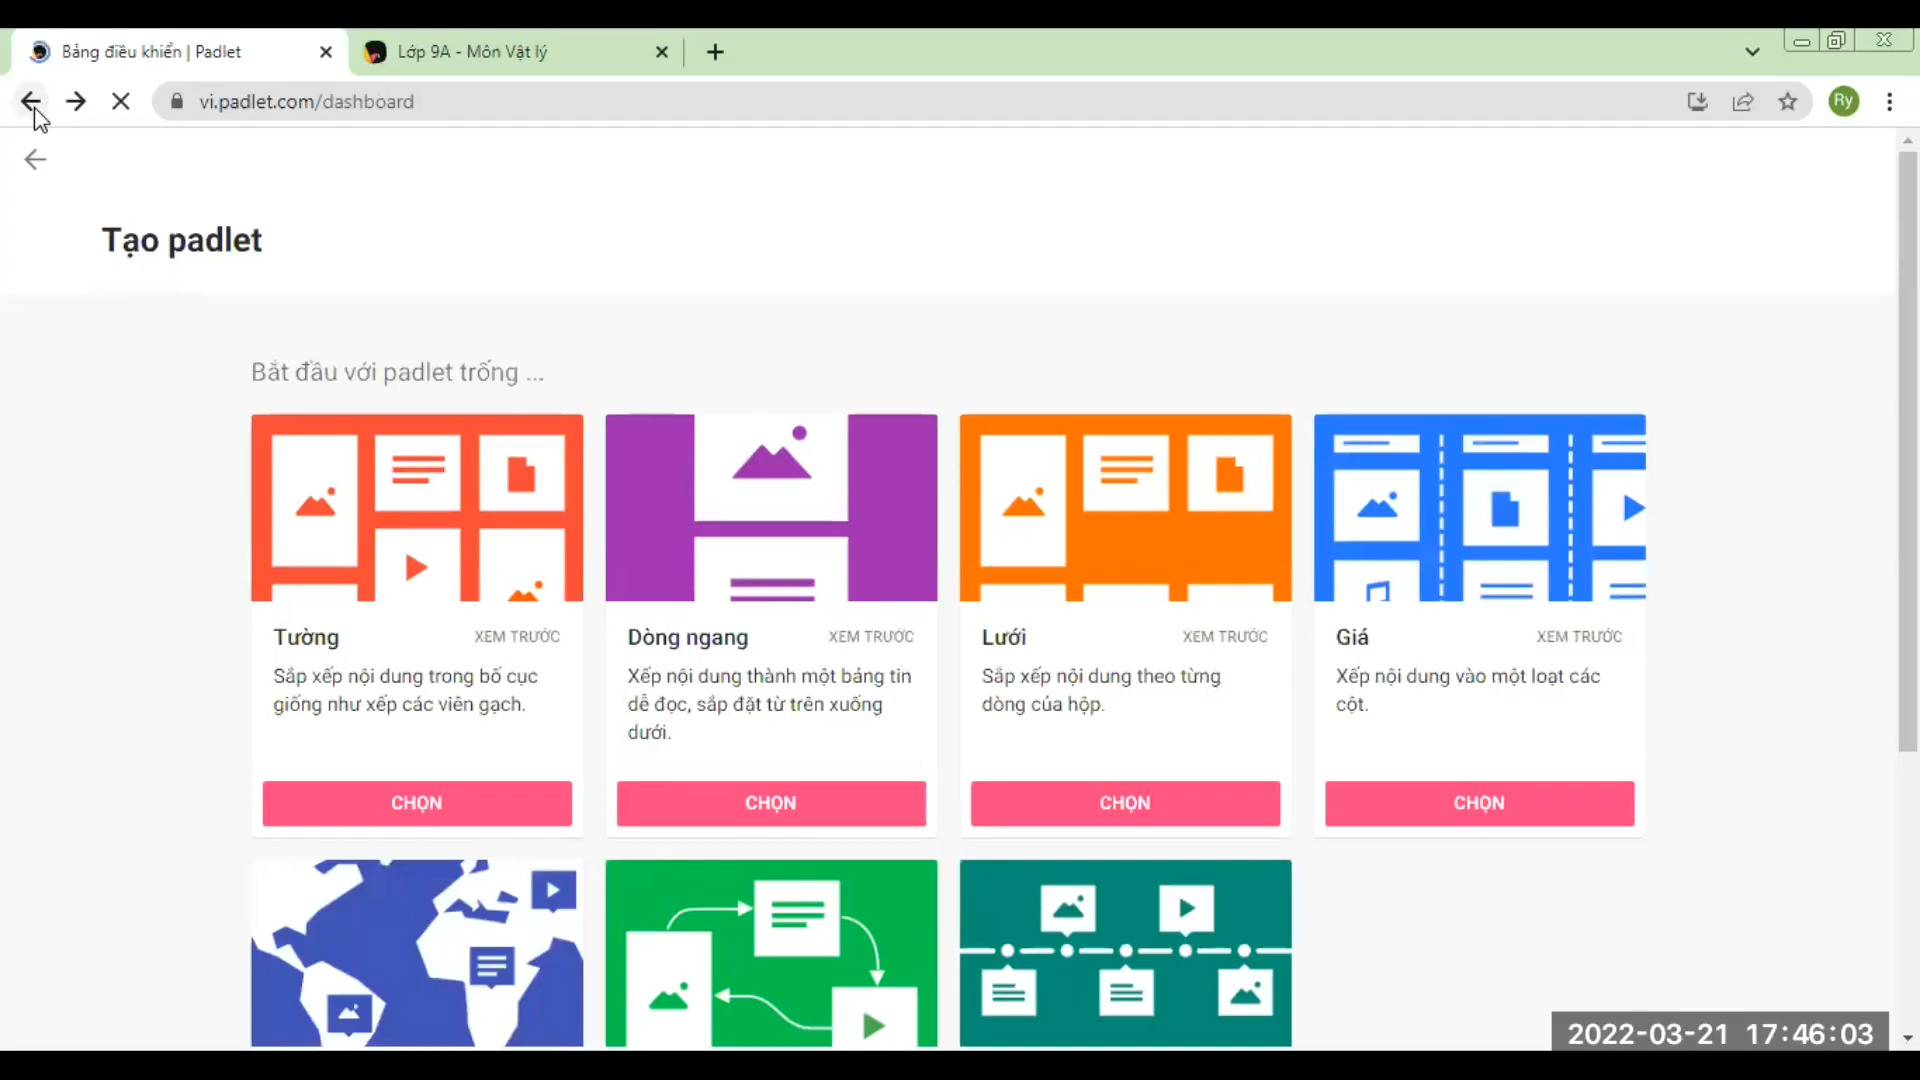 Bảng điều khiển | Padlet
Lớp 9A - Môn Vật lý
vi.padlet.com/dashboard
Ry
Tạo padlet
Bắt đầu với padlet trống ...
Tường
XEM TRƯỚC
Sắp xếp nội dung trong bố cục
giống như xếp các viên gạch.
CHỌN
Dòng ngang
XEM TRƯỚC
Xếp nội dung thành một bảng tin
dễ đọc, sắp đặt từ trên xuống
dưới.
CHỌN
Lưới
XEM TRƯỚC
Sắp xếp nội dung theo từng
dòng của hộp.
CHỌN
Giá
XEM TRƯỚC
Xếp nội dung vào một loạt các
cột.
CHỌN
2022-03-21 17:46:03